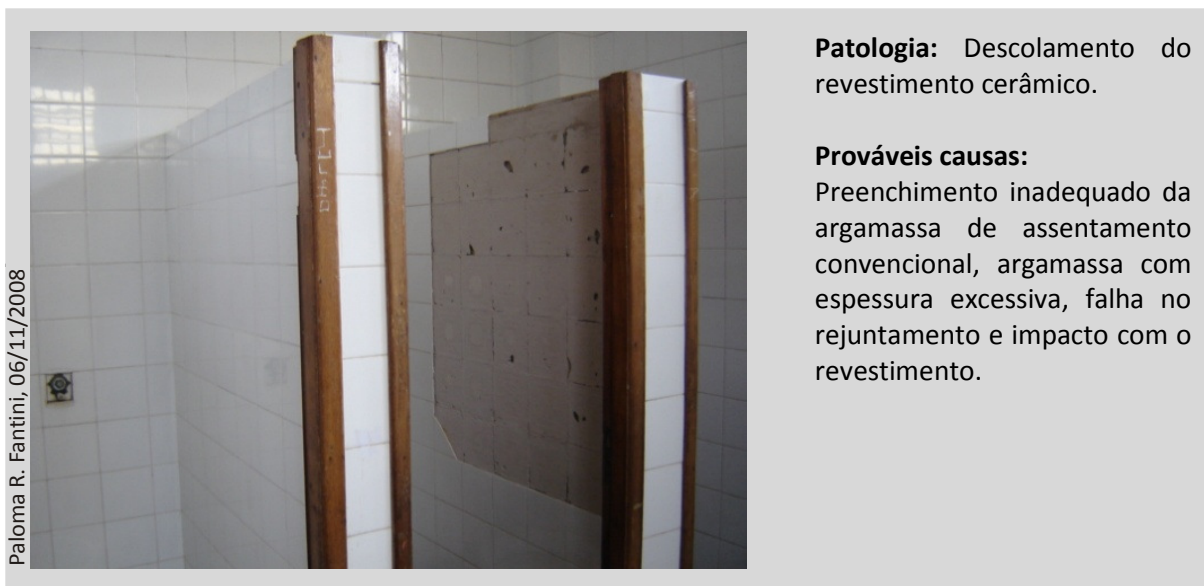 Paloma R. Fantini, 06/11/2008
Patologia: Descolamento do
revestimento cerâmico.
Prováveis causas:
Preenchimento inadequado da
argamassa de assentamento
convencional, argamassa com
espessura excessiva, falha no
rejuntamento e impacto com o
revestimento.